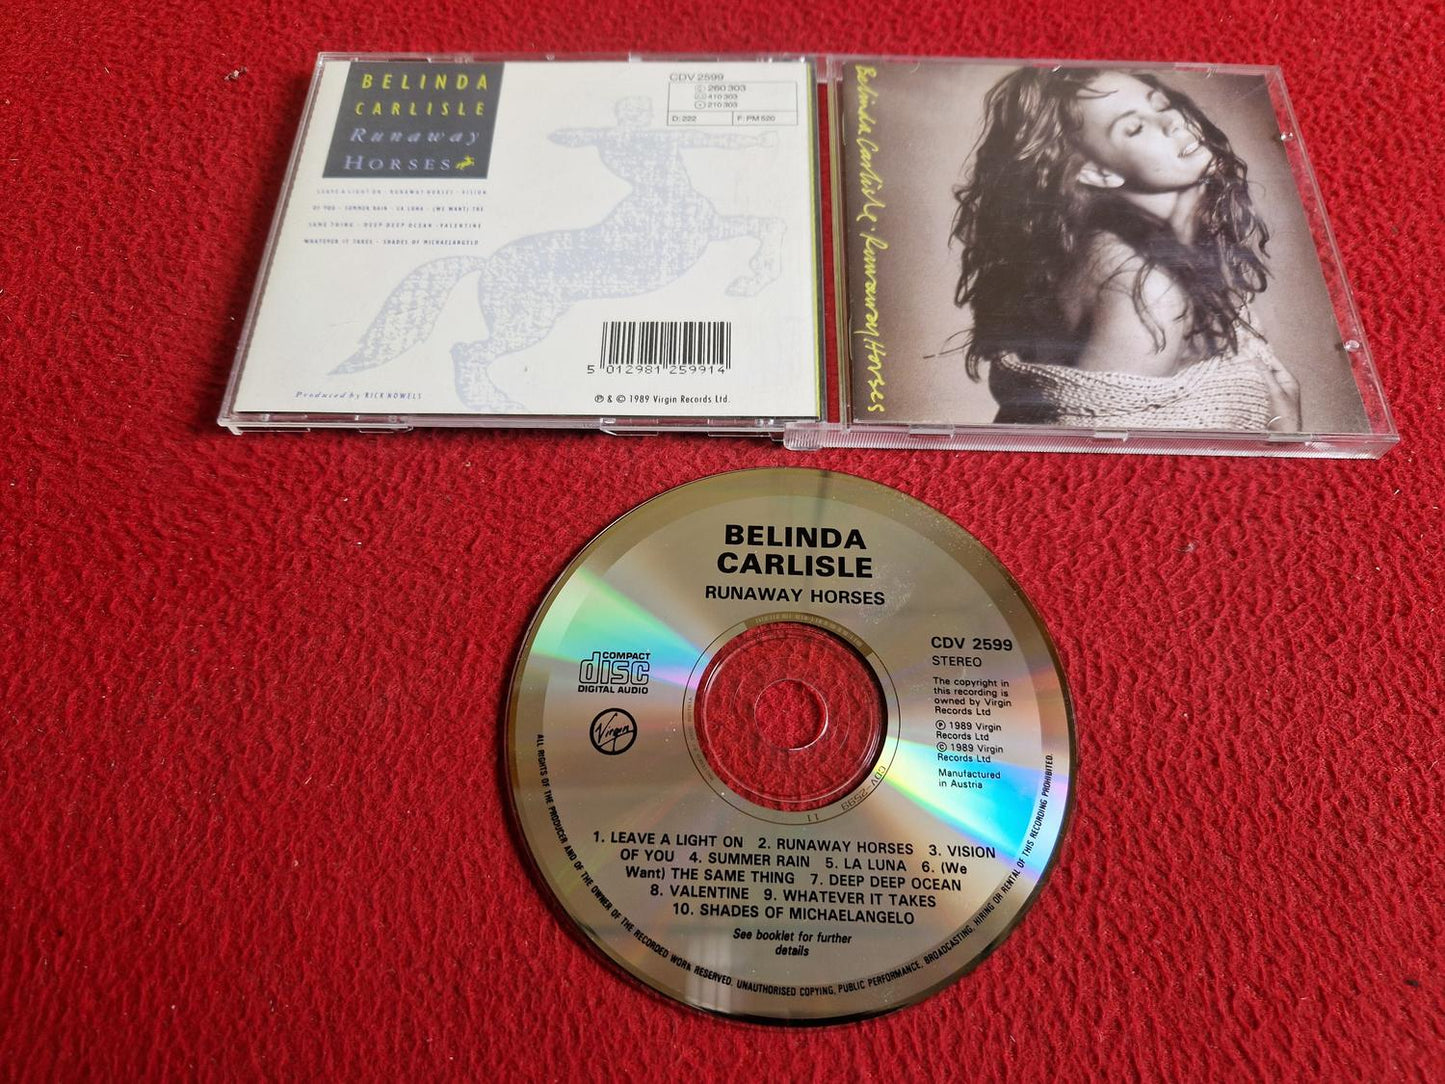 BELINDA
CARLISLE
Runaway
HORSES
LEAVE A LIGHT ON - RUNAWAY HORSES - VISION
OF YOU - SUMMER RAIN - LA LUNA - (WE WANT) THE
SAME THING - DEEP DEEP OCEAN - VALENTINE
WHATEVER IT TAKES - SHADES OF MICHAELANGELO
CDV 2599
260 303
410 303
210 303
D: 222
F: PM 520
5 012981 259914
Produced by RICK NOWELS
℗ & © 1989 Virgin Records Ltd.
Belinda Carlisle · Runaway Horses
BELINDA
CARLISLE
RUNAWAY HORSES
COMPACT
disc
DIGITAL AUDIO
Virgin
CDV 2599
STEREO
The copyright in
this recording is
owned by Virgin
Records Ltd
℗ 1989 Virgin
Records Ltd
© 1989 Virgin
Records Ltd
Manufactured
in Austria
CDV-2599 11
1. LEAVE A LIGHT ON 2. RUNAWAY HORSES 3. VISION
OF YOU 4. SUMMER RAIN 5. LA LUNA 6. (We
Want) THE SAME THING 7. DEEP DEEP OCEAN
8. VALENTINE 9. WHATEVER IT TAKES
10. SHADES OF MICHAELANGELO
See booklet for further
details
ALL RIGHTS OF THE PRODUCER AND OF THE OWNER OF THE RECORDED WORK RESERVED. UNAUTHORISED COPYING, PUBLIC PERFORMANCE, BROADCASTING, HIRING OR RENTAL OF THIS RECORDING PROHIBITED.